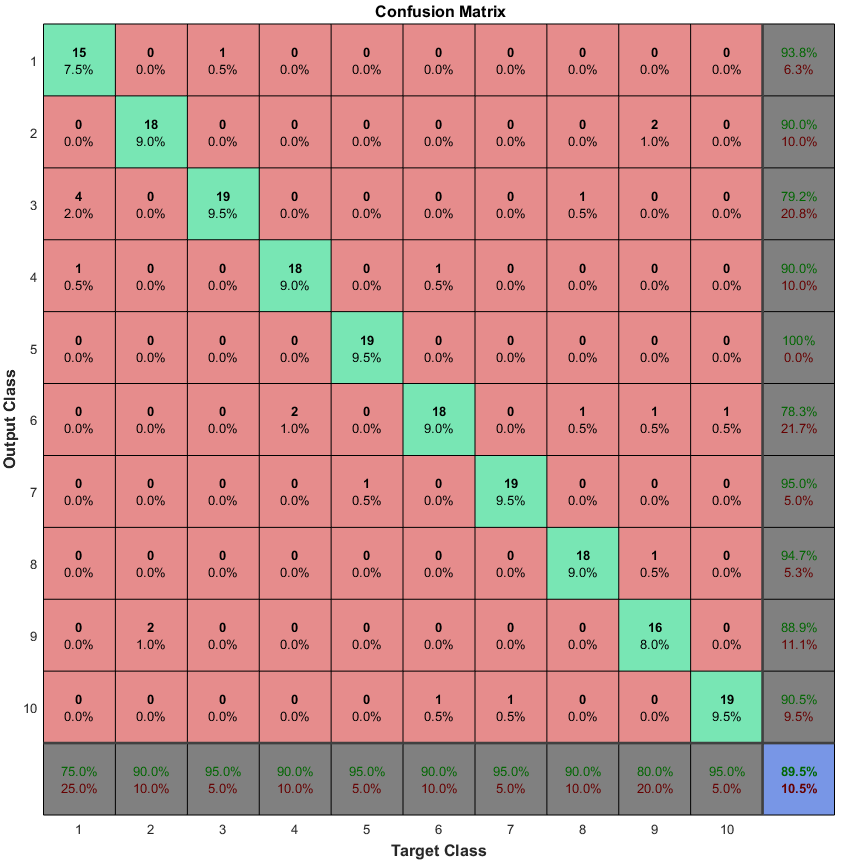 Confusion Matrix
1 15 0 1 0 0 0 0 0 0 0 93.8%
7.5% 0.0% 0.5% 0.0% 0.0% 0.0% 0.0% 0.0% 0.0% 0.0% 6.3%
2 0 18 0 0 0 0 0 0 2 0 90.0%
0.0% 9.0% 0.0% 0.0% 0.0% 0.0% 0.0% 0.0% 1.0% 0.0% 10.0%
3 4 0 19 0 0 0 0 1 0 0 79.2%
2.0% 0.0% 9.5% 0.0% 0.0% 0.0% 0.0% 0.5% 0.0% 0.0% 20.8%
4 1 0 0 18 0 1 0 0 0 0 90.0%
0.5% 0.0% 0.0% 9.0% 0.0% 0.5% 0.0% 0.0% 0.0% 0.0% 10.0%
5 0 0 0 0 19 0 0 0 0 0 100%
0.0% 0.0% 0.0% 0.0% 9.5% 0.0% 0.0% 0.0% 0.0% 0.0% 0.0%
6 0 0 0 2 0 18 0 1 1 1 78.3%
0.0% 0.0% 0.0% 1.0% 0.0% 9.0% 0.0% 0.5% 0.5% 0.5% 21.7%
7 0 0 0 0 1 0 19 0 0 0 95.0%
0.0% 0.0% 0.0% 0.0% 0.5% 0.0% 9.5% 0.0% 0.0% 0.0% 5.0%
8 0 0 0 0 0 0 0 18 1 0 94.7%
0.0% 0.0% 0.0% 0.0% 0.0% 0.0% 0.0% 9.0% 0.5% 0.0% 5.3%
9 0 2 0 0 0 0 0 0 16 0 88.9%
0.0% 1.0% 0.0% 0.0% 0.0% 0.0% 0.0% 0.0% 8.0% 0.0% 11.1%
10 0 0 0 0 0 1 1 0 0 19 90.5%
0.0% 0.0% 0.0% 0.0% 0.0% 0.5% 0.5% 0.0% 0.0% 9.5% 9.5%
75.0% 90.0% 95.0% 90.0% 95.0% 90.0% 95.0% 90.0% 80.0% 95.0% 89.5%
25.0% 10.0% 5.0% 10.0% 5.0% 10.0% 5.0% 10.0% 20.0% 5.0% 10.5%
1 2 3 4 5 6 7 8 9 10
Target Class
Output Class